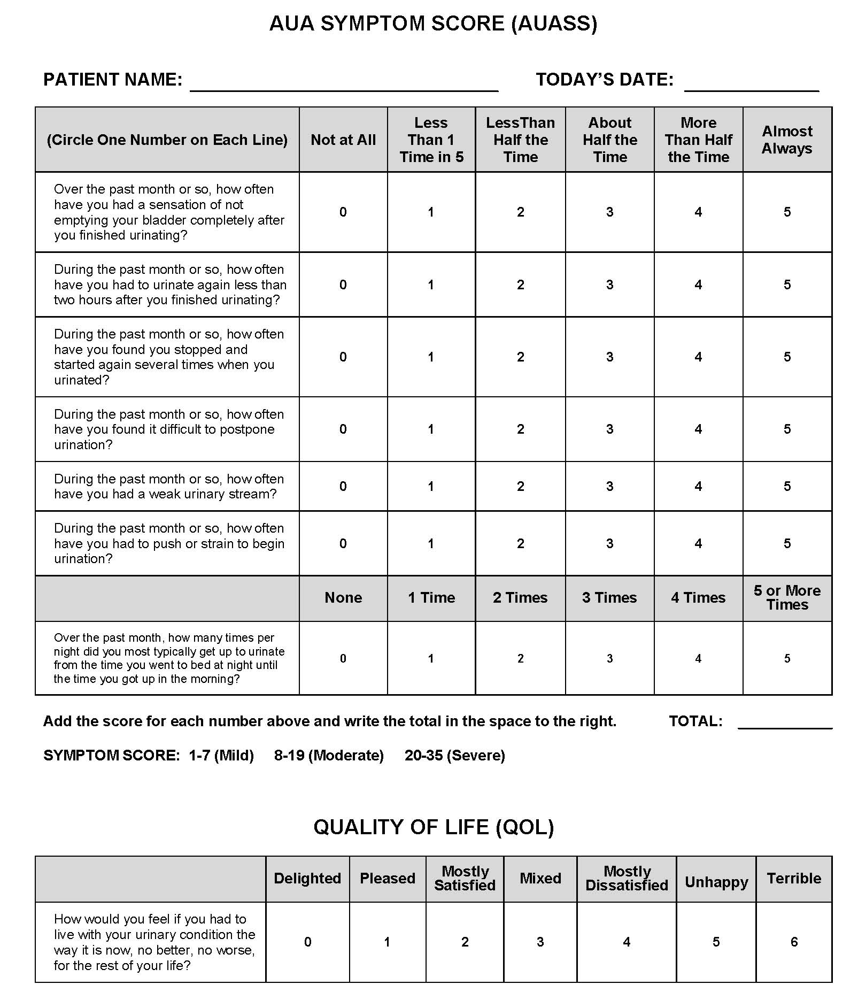 AUA SYMPTOM SCORE (AUASS)
PATIENT NAME: TODAY’S DATE:
(Circle One Number on Each Line)
Not at All
Less
Than 1
Time in 5
LessThan
Half the
Time
About
Half the
Time
More
Than Half
the Time
Almost
Always
Over the past month or so, how often
have you had a sensation of not
emptying your bladder completely after
you finished urinating?
0 1 2 3 4 5
During the past month or so, how often
have you had to urinate again less than
two hours after you finished urinating?
0 1 2 3 4 5
During the past month or so, how often
have you found you stopped and
started again several times when you
urinated?
0 1 2 3 4 5
During the past month or so, how often
have you found it difficult to postpone
urination?
0 1 2 3 4 5
During the past month or so, how often
have you had a weak urinary stream?
0 1 2 3 4 5
During the past month or so, how often
have you had to push or strain to begin
urination?
0 1 2 3 4 5
None
1 Time
2 Times
3 Times
4 Times
5 or More
Times
Over the past month, how many times per
night did you most typically get up to urinate
from the time you went to bed at night until
the time you got up in the morning?
0 1 2 3 4 5
Add the score for each number above and write the total in the space to the right. TOTAL:
SYMPTOM SCORE: 1-7 (Mild) 8-19 (Moderate) 20-35 (Severe)
QUALITY OF LIFE (QOL)
Delighted
Pleased
Mostly
Satisfied
Mixed
Mostly
Dissatisfied
Unhappy
Terrible
How would you feel if you had to
live with your urinary condition the
way it is now, no better, no worse,
for the rest of your life?
0 1 2 3 4 5 6